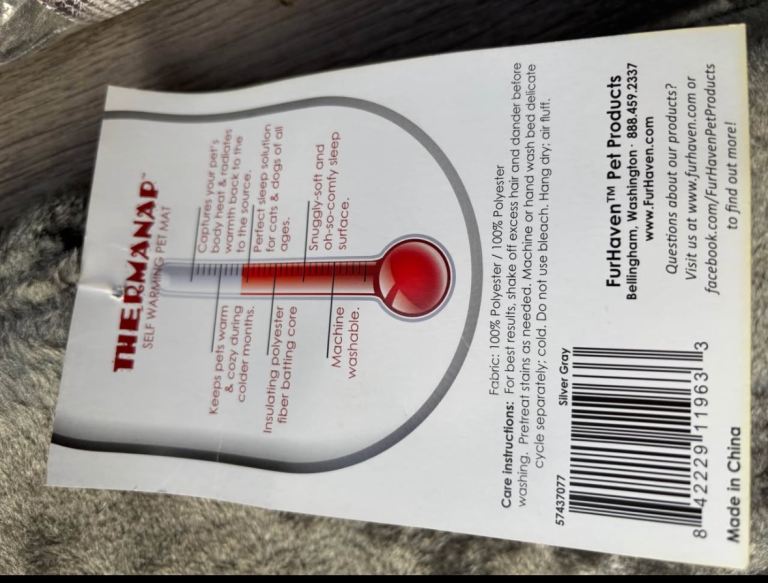 THERMANAP™
SELF WARMING PET MAT
Captures your pet's
body heat & radiates
warmth back to the
to the source.
Keeps pets warm
& cozy during
colder months.
Perfect sleep solution
for cats & dogs of all
ages.
Insulating polyester
fiber batting core
Snuggly-soft and
oh-so-comfy sleep
surface.
Machine
washable.
Fabric: 100% Polyester / 100% Polyester
Care instructions: For best results, shake off excess hair and dander before
washing. Pretreat stains as needed. Machine or hand wash bed delicate
cycle separately; cold. Do not use bleach. Hang dry; air fluff.
57437077 Silver Gray
8 42229 11963 3
Made in China
FurHaven™ Pet Products
Bellingham, Washington · 888.459.2337
www.FurHaven.com
Questions about our products?
Visit us at www.furhaven.com or
facebook.com/FurHavenPetProducts
to find out more!